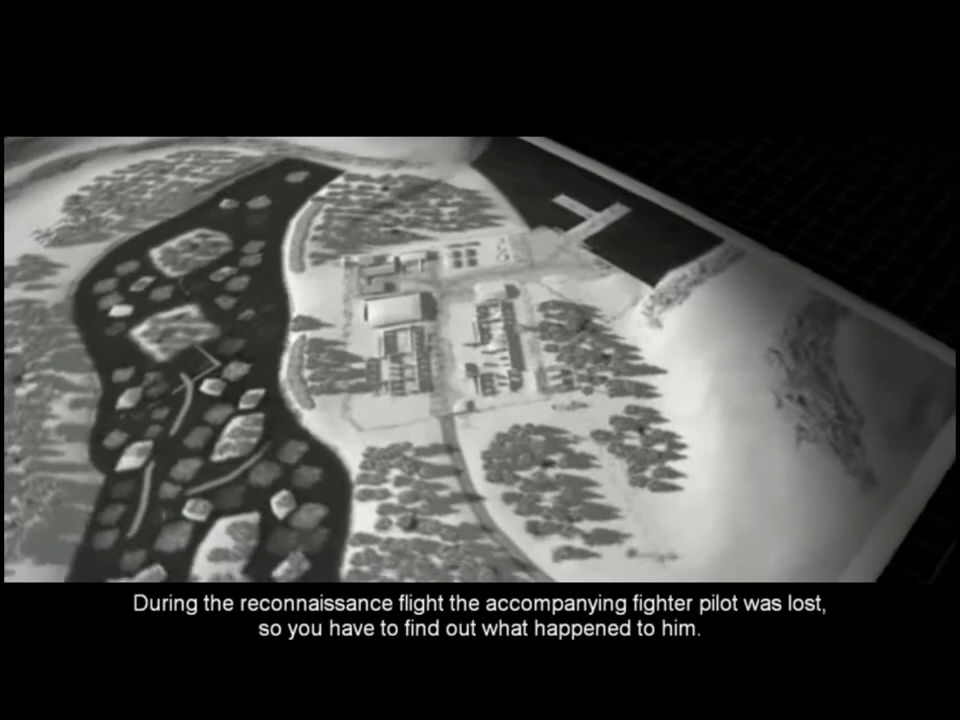 During the reconnaissance flight the accompanying fighter pilot was lost,
so you have to find out what happened to him.